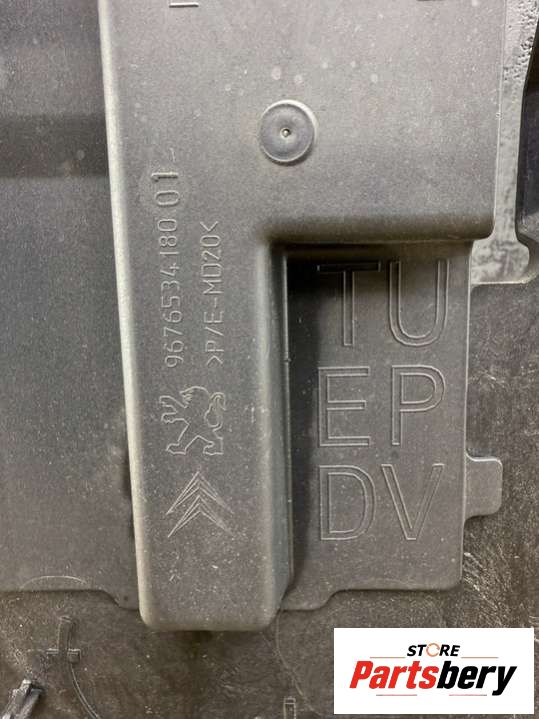 9676534180 01
>P/E-MD20<
TU
EP
DV
STORE
Partsbery